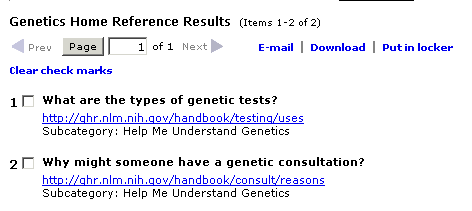 Genetics Home Reference Results (Items 1-2 of 2)
Prev Page 1 of 1 Next E-mail | Download | Put in locker
Clear check marks
1 What are the types of genetic tests?
http://ghr.nlm.nih.gov/handbook/testing/uses
Subcategory: Help Me Understand Genetics
2 Why might someone have a genetic consultation?
http://ghr.nlm.nih.gov/handbook/consult/reasons
Subcategory: Help Me Understand Genetics